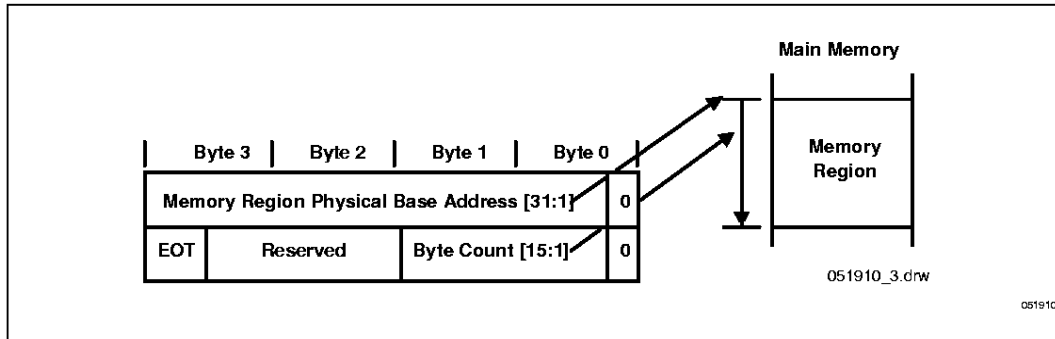 Main Memory
Byte 3 Byte 2 Byte 1 Byte 0
Memory
Region
Memory Region Physical Base Address [31:1] 0
EOT Reserved Byte Count [15:1] 0
051910_3.drw
051910